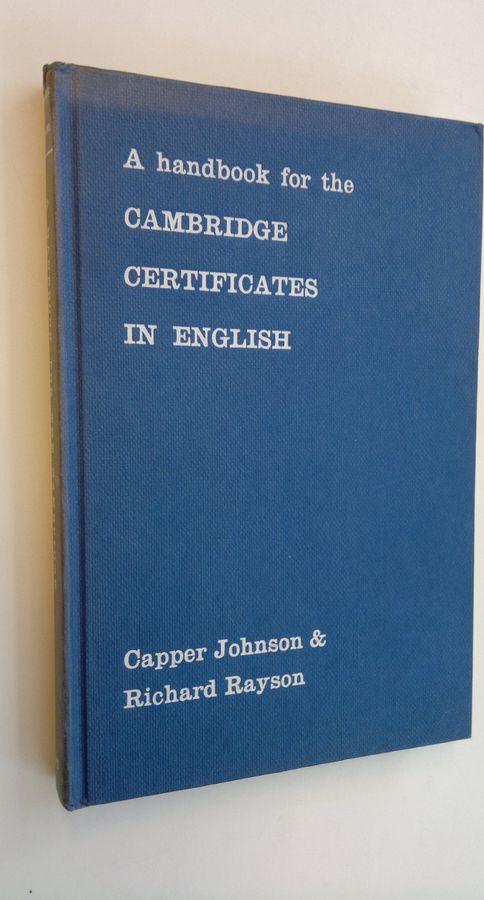 A handbook for the
CAMBRIDGE
CERTIFICATES
IN ENGLISH
Capper Johnson &
Richard Rayson